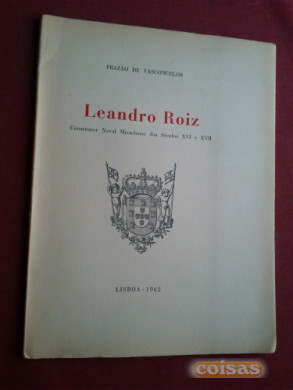 FRAZÃO DE VASCONCELOS
Leandro Roiz
Construtor Naval Micaelense dos Séculos XVI e XVII
LISBOA - 1962
coisas